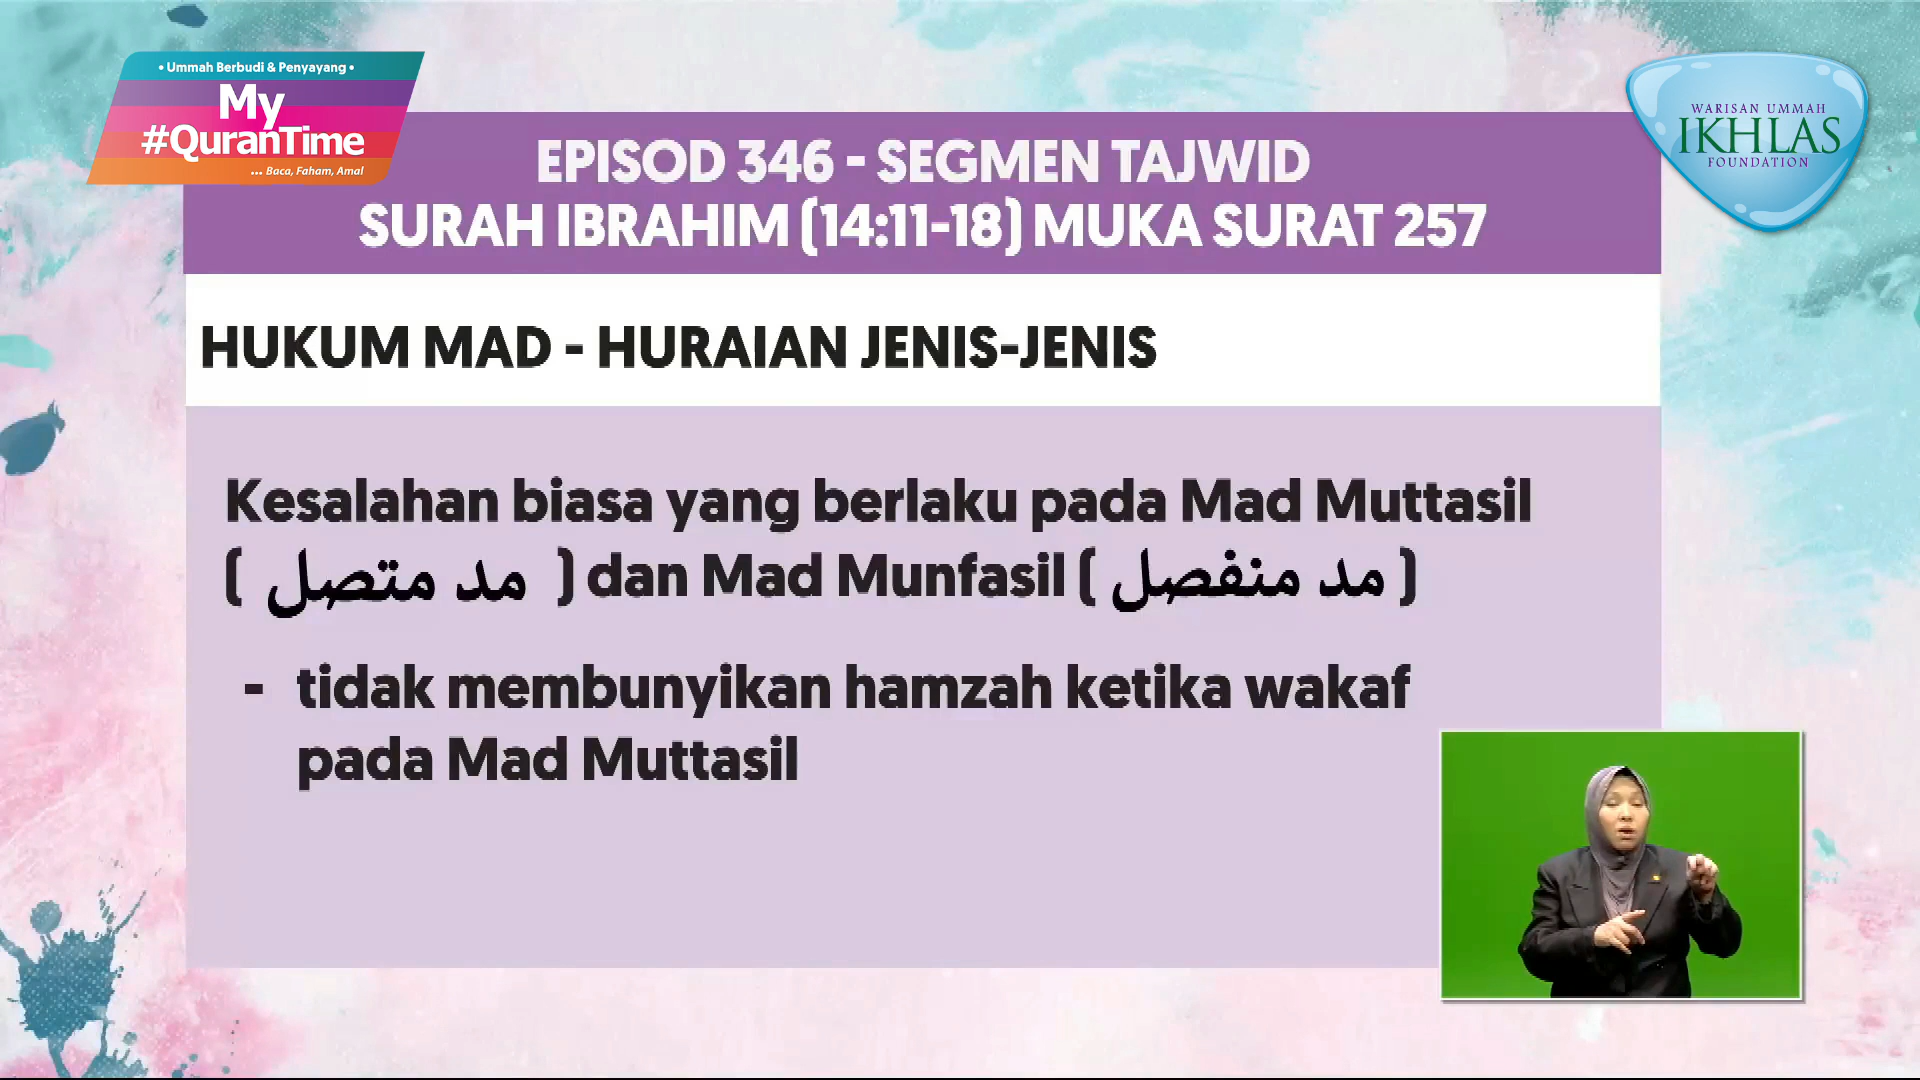 • Ummah Berbudi & Penyayang •
My
#QuranTime
... Baca, Faham, Amal
WARISAN UMMAH
IKHLAS
FOUNDATION
EPISOD 346 - SEGMEN TAJWID
SURAH IBRAHIM (14:11-18) MUKA SURAT 257
HUKUM MAD - HURAIAN JENIS-JENIS
Kesalahan biasa yang berlaku pada Mad Muttasil
( مد متصل ) dan Mad Munfasil ( مد منفصل )
- tidak membunyikan hamzah ketika wakaf
pada Mad Muttasil